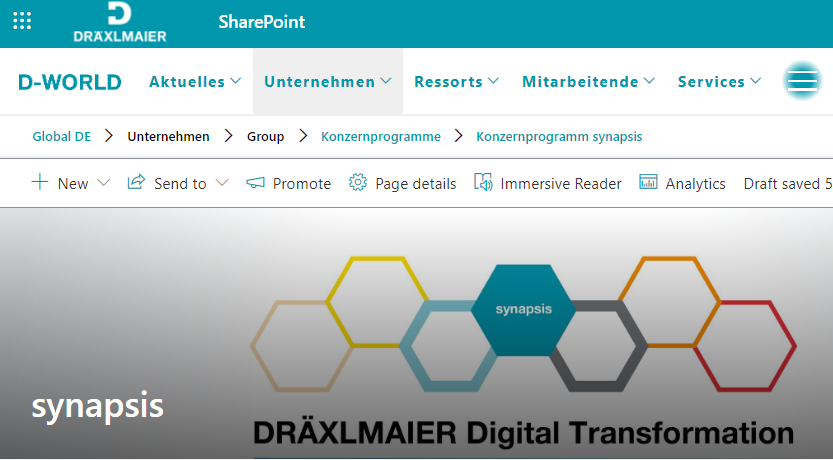 DRÄXLMAIER
SharePoint
D-WORLD Aktuelles Unternehmen Ressorts Mitarbeitende Services
Global DE > Unternehmen > Group > Konzernprogramme > Konzernprogramm synapsis
New Send to Promote Page details Immersive Reader Analytics Draft saved 5
synapsis
synapsis
DRÄXLMAIER Digital Transformation